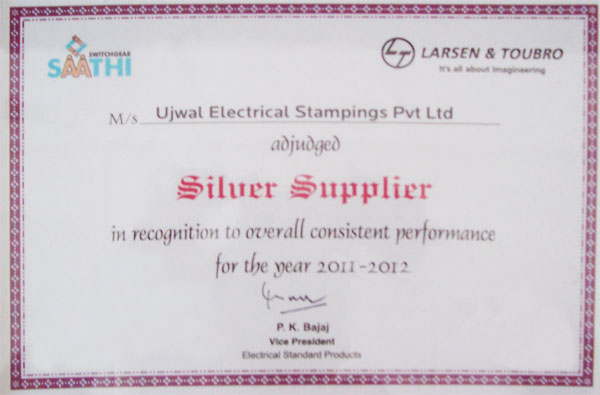 SWITCHGEAR
SAATHI
LARSEN & TOUBRO
It's all about Imagineering
M/s Ujwal Electrical Stampings Pvt Ltd
adjudged
Silver Supplier
in recognition to overall consistent performance
for the year 2011-2012
P. K. Bajaj
Vice President
Electrical Standard Products